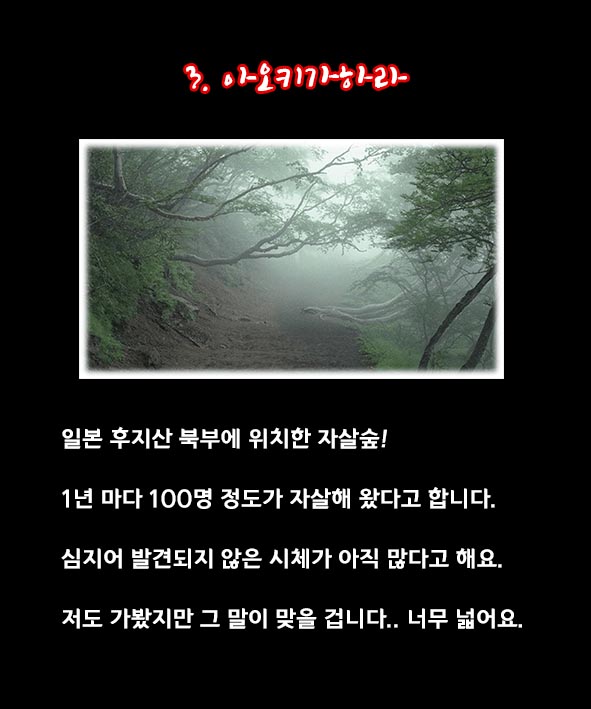 3. 아오키가하라
일본 후지산 북부에 위치한 자살숲!
1년 마다 100명 정도가 자살해 왔다고 합니다.
심지어 발견되지 않은 시체가 아직 많다고 해요.
저도 가봤지만 그 말이 맞을 겁니다.. 너무 넓어요.